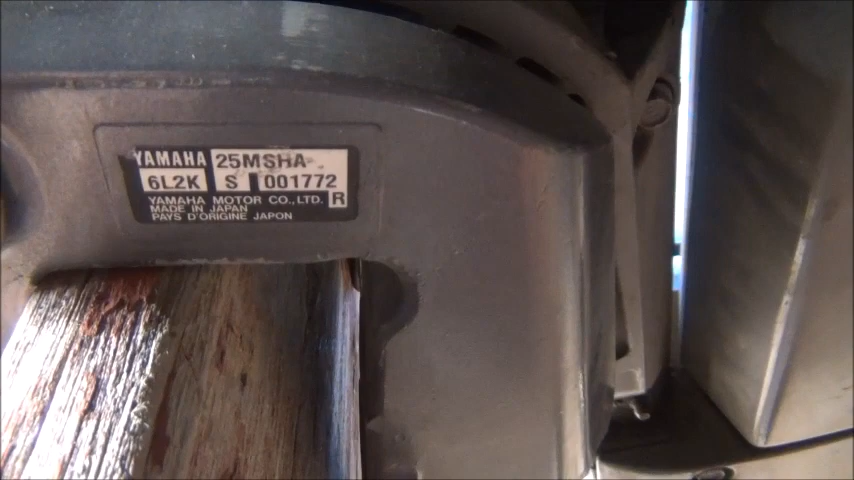 YAMAHA 25MSHA
6L2K S 001772
YAMAHA MOTOR CO.,LTD. R
MADE IN JAPAN
PAYS D'ORIGINE JAPON